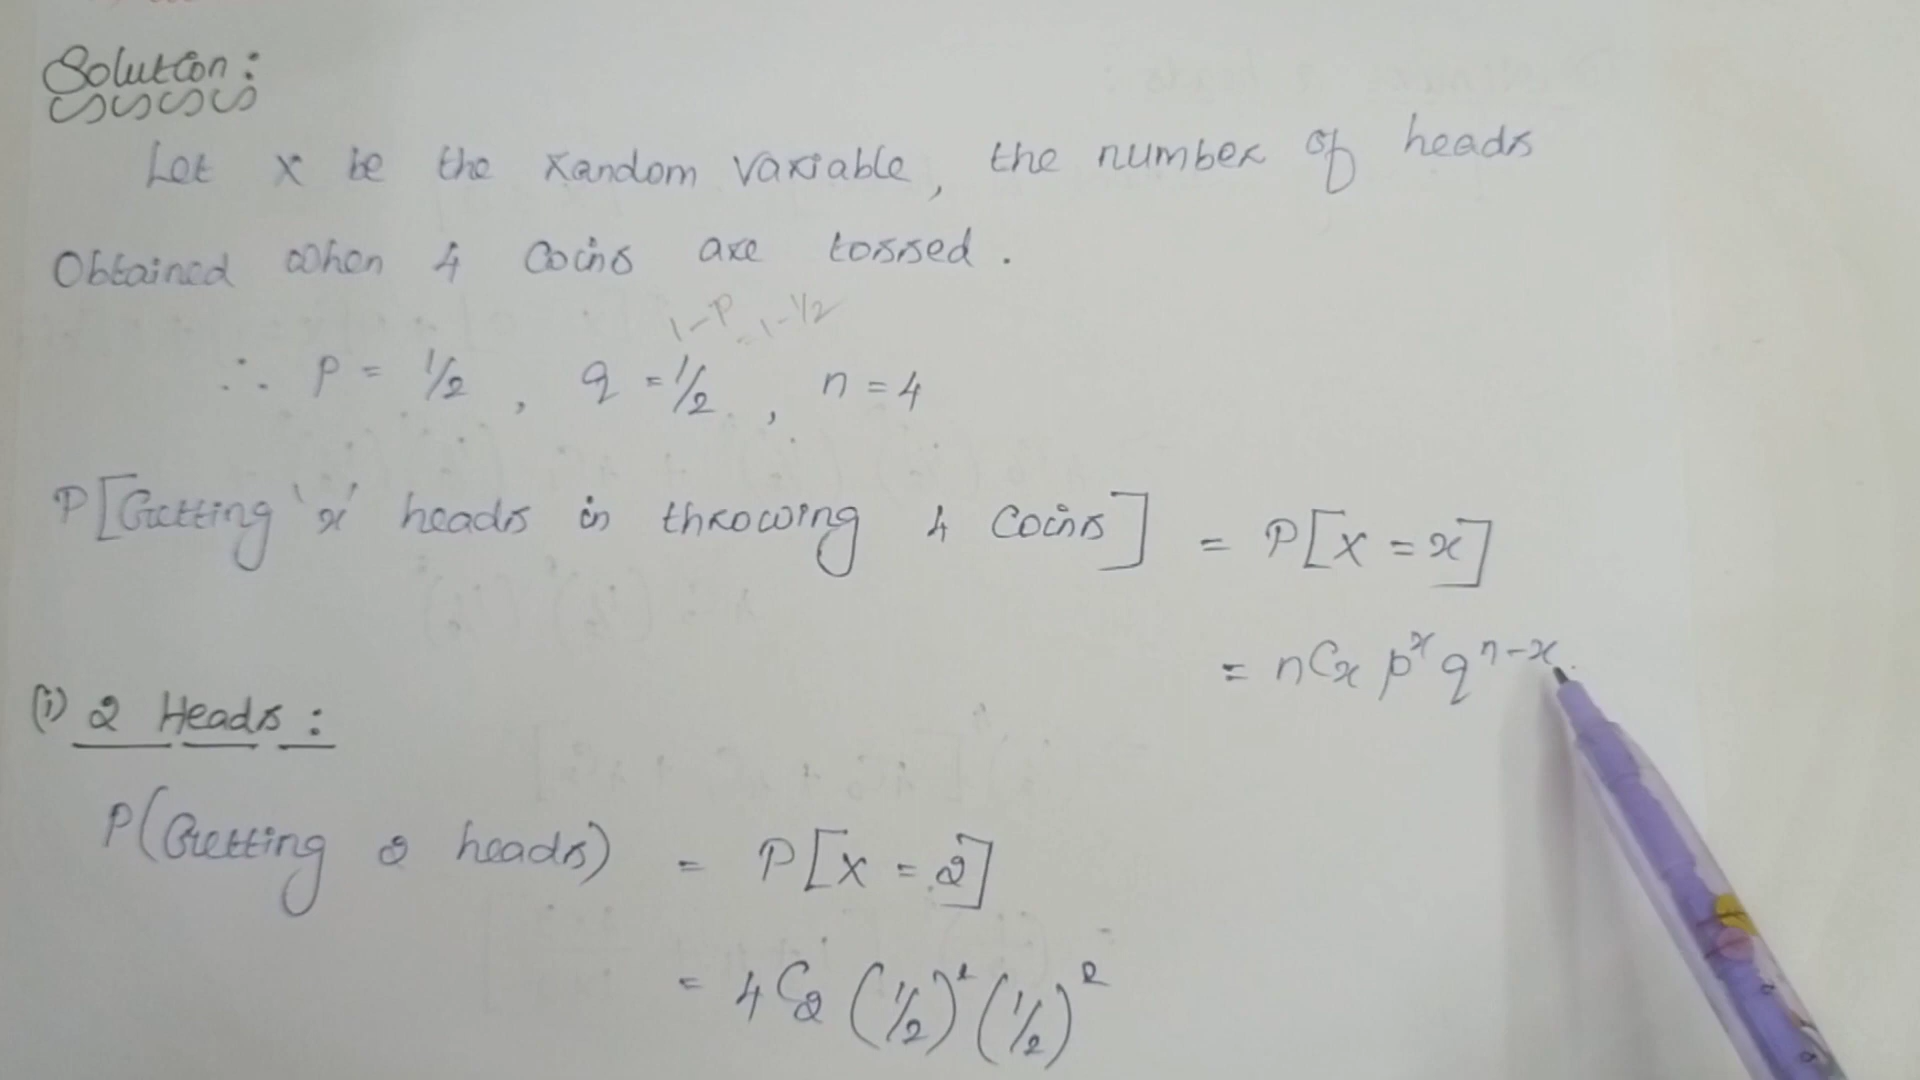 Solution:
Let X be the random variable, the number of heads
Obtained when 4 Coins are tossed.
1-P = 1-1/2
∴ P = 1/2, q = 1/2, n = 4
P[Getting 'x' heads in throwing 4 Coins] = P[X = x]
= nCx p^x q^n-x
(i) 2 Heads:
P(Getting 2 heads) = P[X = 2]
= 4C2 (1/2)^2 (1/2)^2